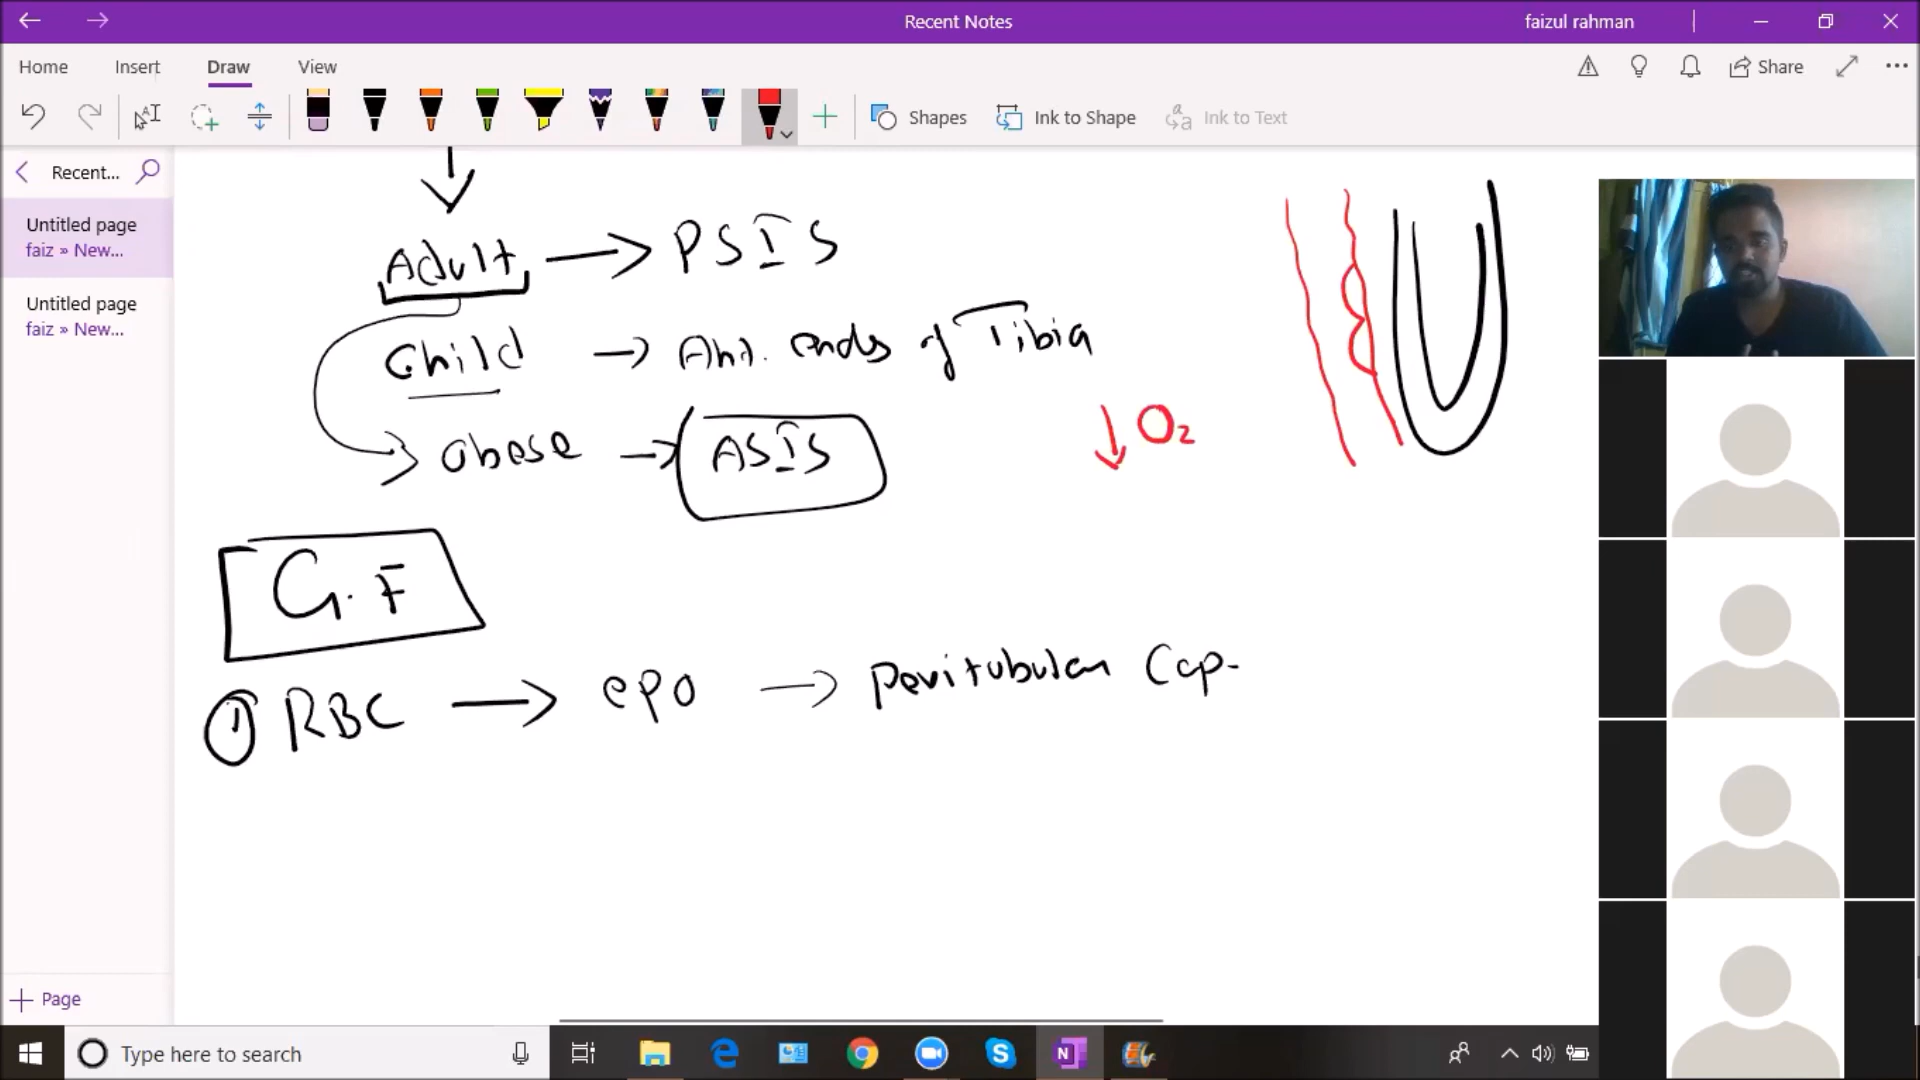 Recent Notes
faizul rahman
Home Insert Draw View
Share
Shapes
Ink to Shape
Ink to Text
Recent...
Untitled page
faiz » New...
Untitled page
faiz » New...
Adult → PSIS
Child → Ant. ends of Tibia
obese → ASIS
↓ O₂
G.F
① RBC → epo → Peritubular Cap-
+ Page
Type here to search